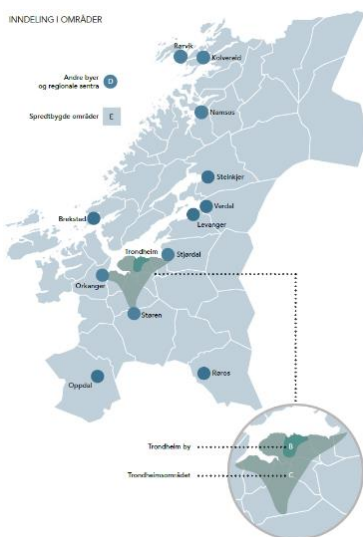 INNDELING I OMRÅDER
Andre byer
og regionale sentra
D
Spredtbygde områder
E
Rørvik
Kolvereid
Namsos
Steinkjer
Verdal
Levanger
Brekstad
Trondheim
Stjørdal
Orkanger
Støren
Oppdal
Røros
Trondheim by
B
Trondheimsområdet
C